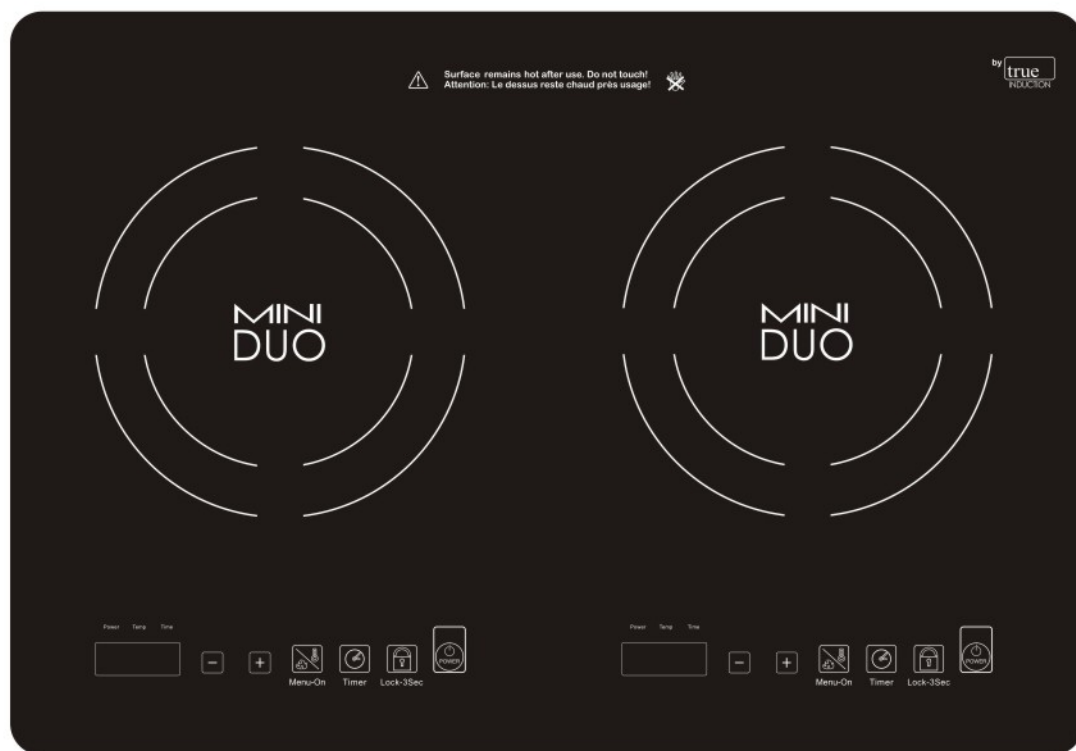 Surface remains hot after use. Do not touch!
Attention: Le dessus reste chaud près usage!
by true
INDUCTION
MINI
DUO
MINI
DUO
Power Temp Time
POWER
Menu-On Timer Lock-3Sec
Power Temp Time
POWER
Menu-On Timer Lock-3Sec